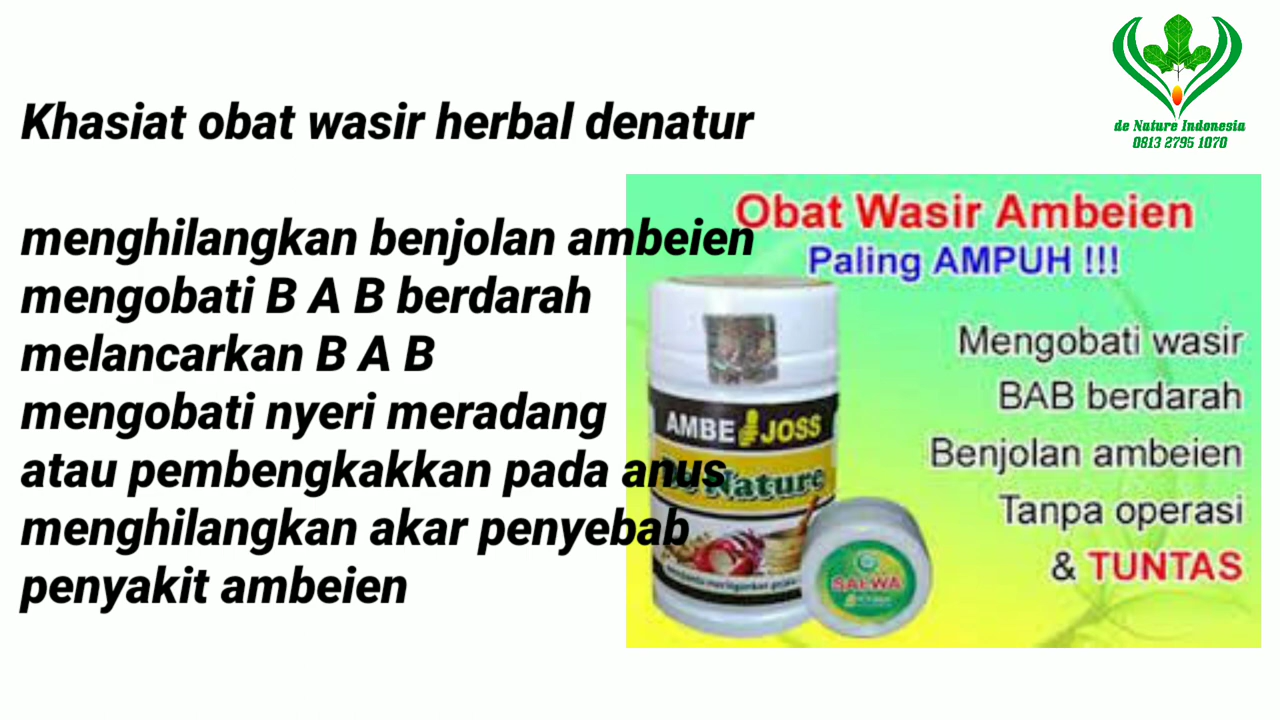 de Nature Indonesia
0813 2795 1070
Khasiat obat wasir herbal denatur
menghilangkan benjolan ambeien
mengobati B A B berdarah
melancarkan B A B
mengobati nyeri meradang
atau pembengkakkan pada anus
menghilangkan akar penyebab
penyakit ambeien
Obat Wasir Ambeien
Paling AMPUH !!!
Mengobati wasir
BAB berdarah
Benjolan ambeien
Tanpa operasi
& TUNTAS
AMBEJOSS
De Nature
SALWA